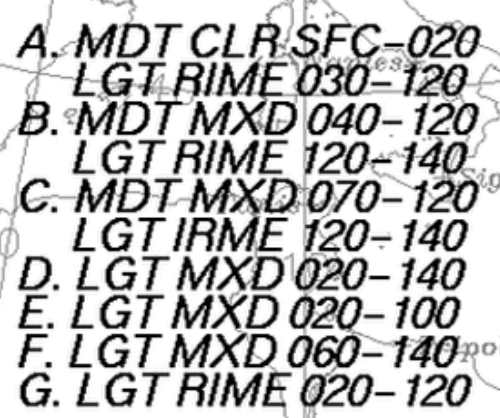 A. MDT CLR SFC-020
LGT RIME 030-120
B. MDT MXD 040-120
LGT RIME 120-140
C. MDT MXD 070-120
LGT IRME 120-140
D. LGT MXD 020-140
E. LGT MXD 020-100
F. LGT MXD 060-140
G. LGT RIME 020-120